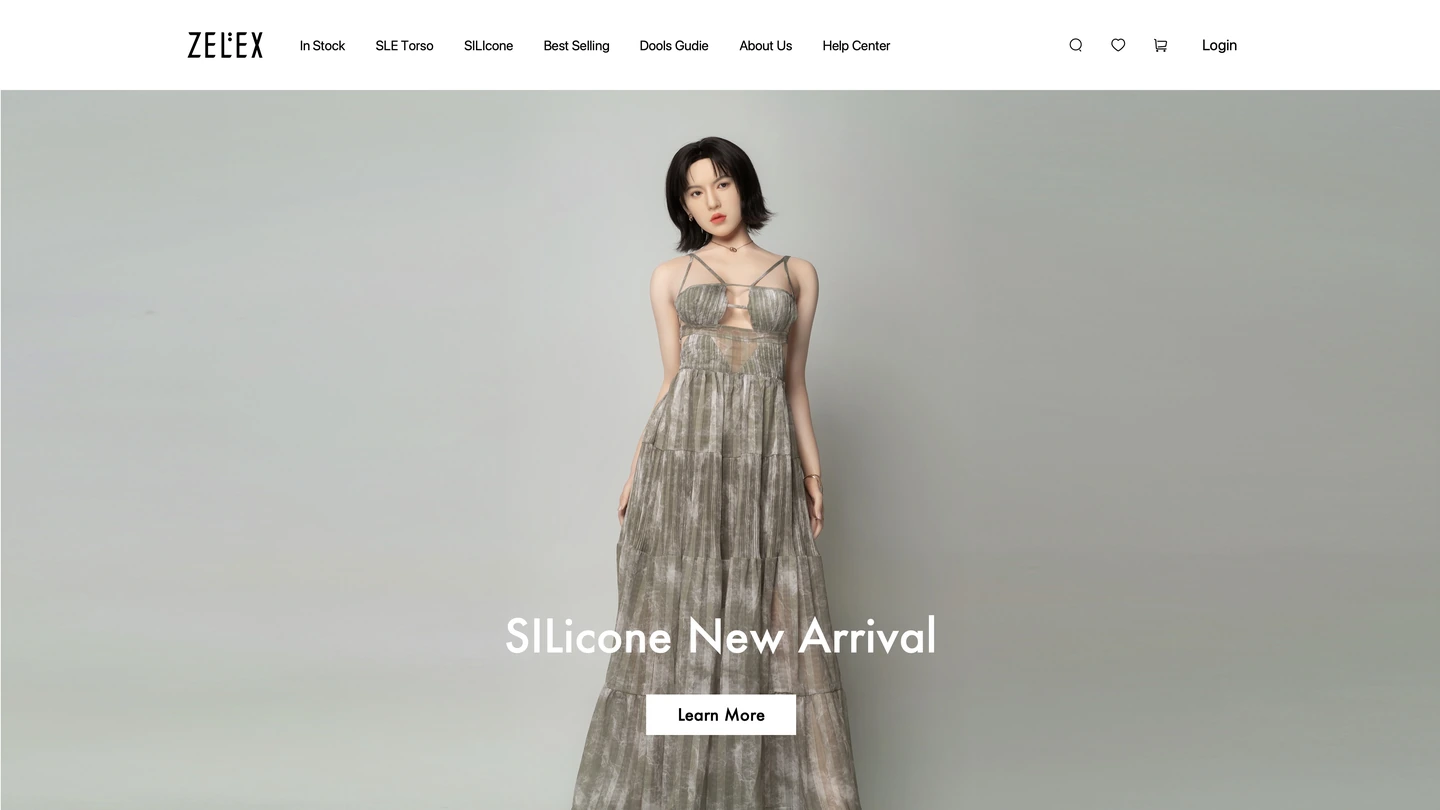 ZELEX
In Stock
SLE Torso
SILIcone
Best Selling
Dools Gudie
About Us
Help Center
Login
SILicone New Arrival
Learn More